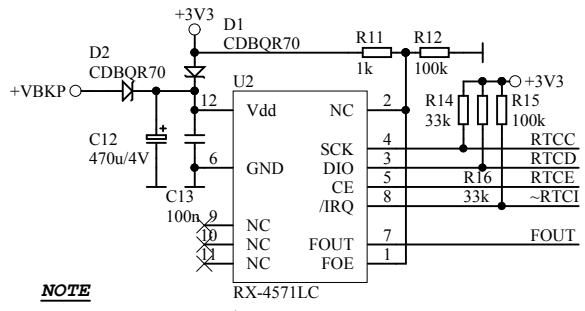 +3V3
D1
CDBQR70
D2
CDBQR70
+VBKP
R11
1k
R12
100k
+3V3
U2
12
Vdd
NC
2
R14
33k
R15
100k
C12
470u/4V
+
SCK
4
RTCC
6
GND
DIO
3
RTCD
CE
5
R16
33k
RTCE
/IRQ
8
~RTCI
C13
100n
9
NC
10
NC
FOUT
7
FOUT
11
NC
FOE
1
RX-4571LC
NOTE